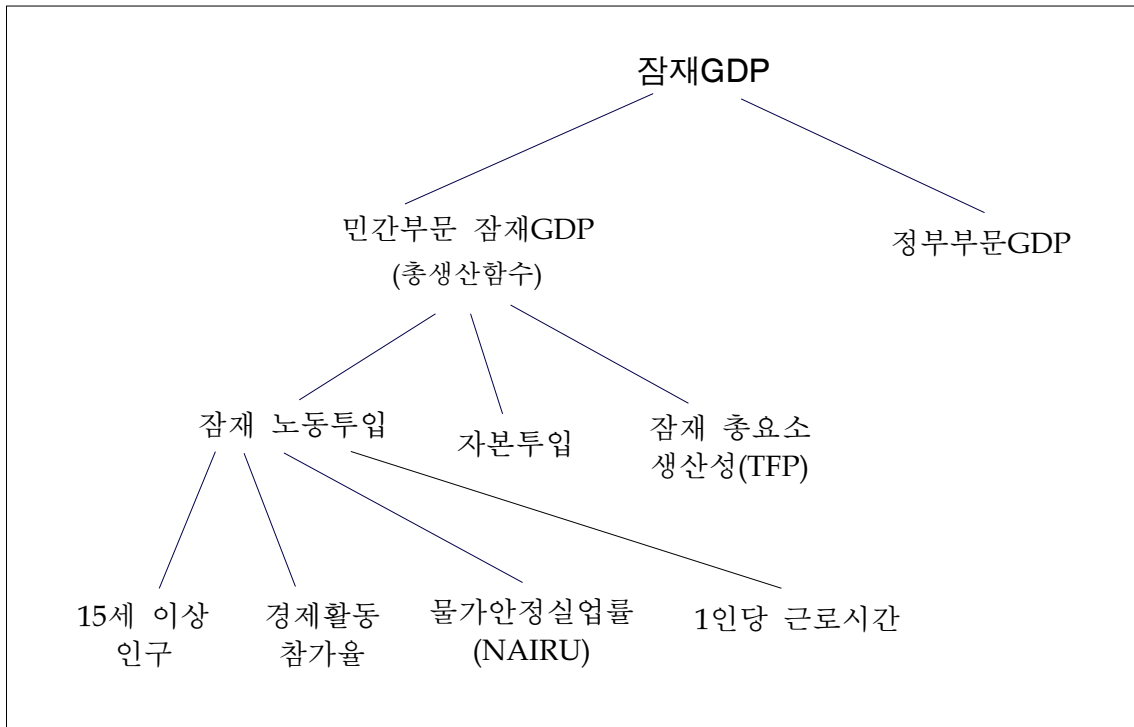 잠재GDP
민간부문 잠재GDP
(총생산함수)
정부부문GDP
잠재 노동투입
자본투입
잠재 총요소
생산성(TFP)
15세 이상
인구
경제활동
참가율
물가안정실업률
(NAIRU)
1인당 근로시간